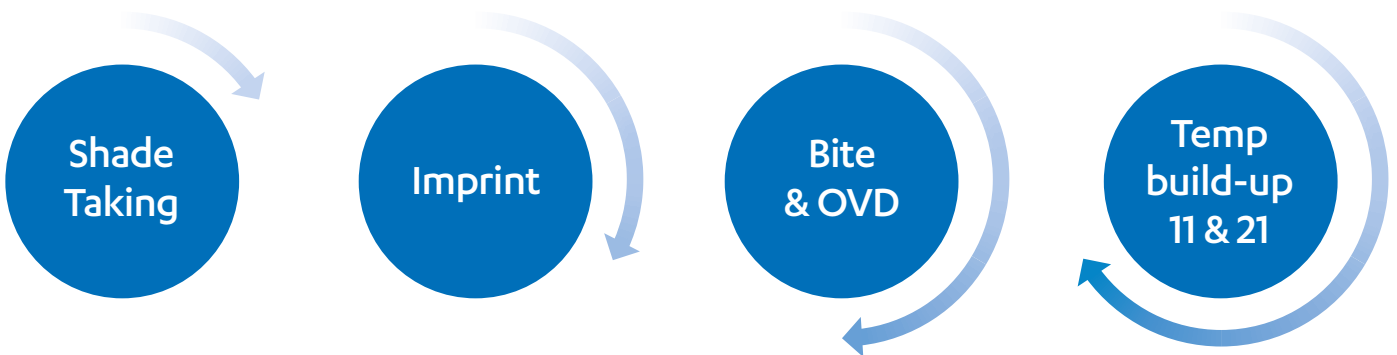 Shade
Taking
Imprint
Bite
& OVD
Temp
build-up
11 & 21